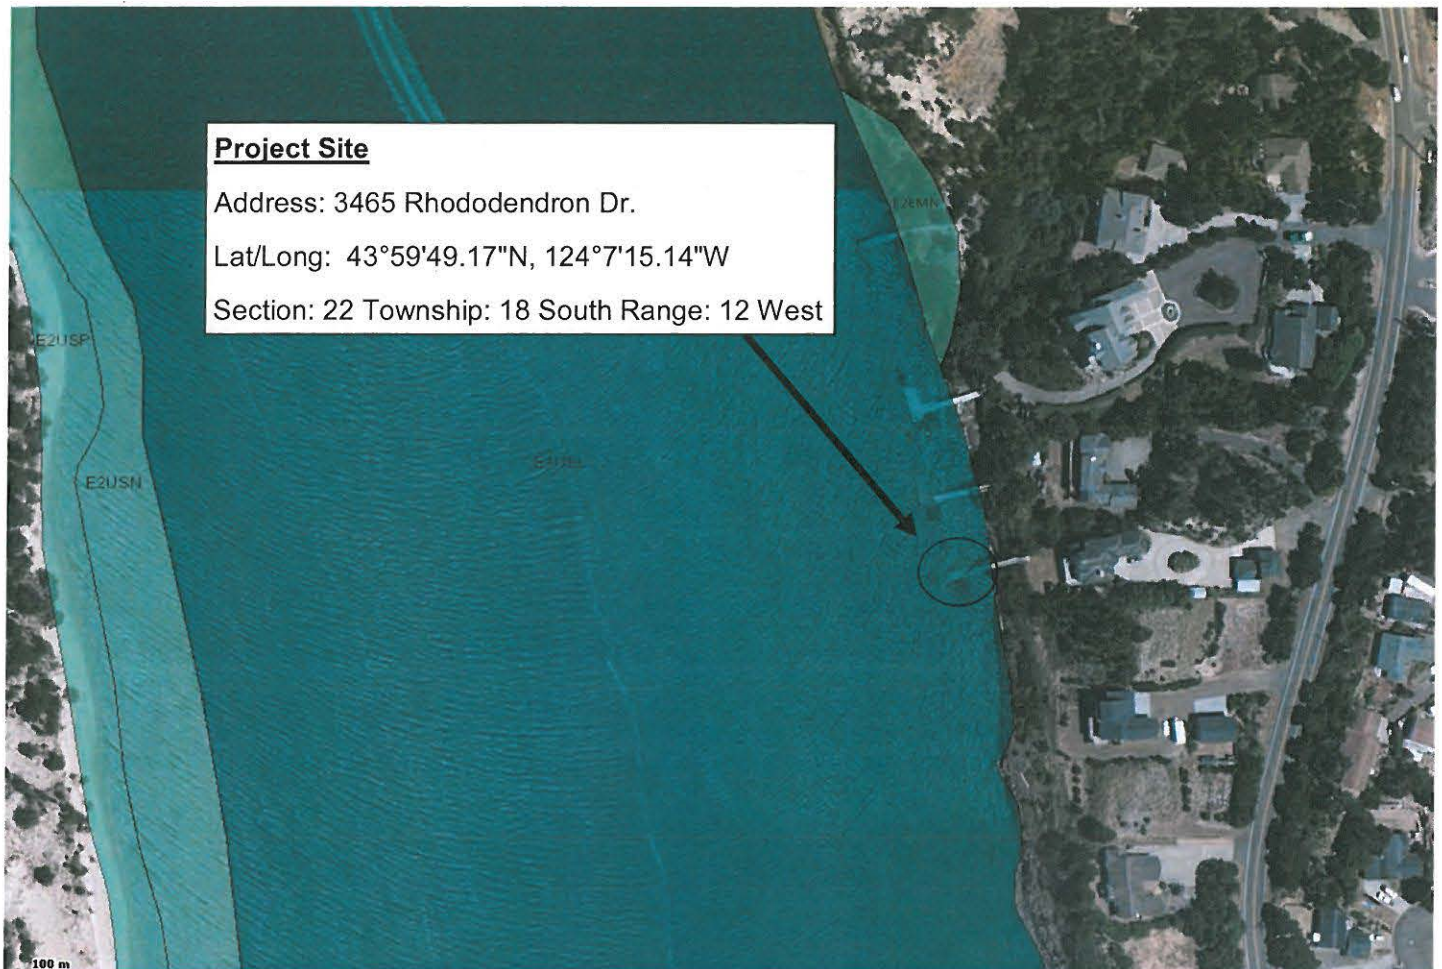 Project Site
Address: 3465 Rhododendron Dr.
Lat/Long: 43°59'49.17"N, 124°7'15.14"W
Section: 22 Township: 18 South Range: 12 West
E2EMN
E2USP
E2USN
100 m